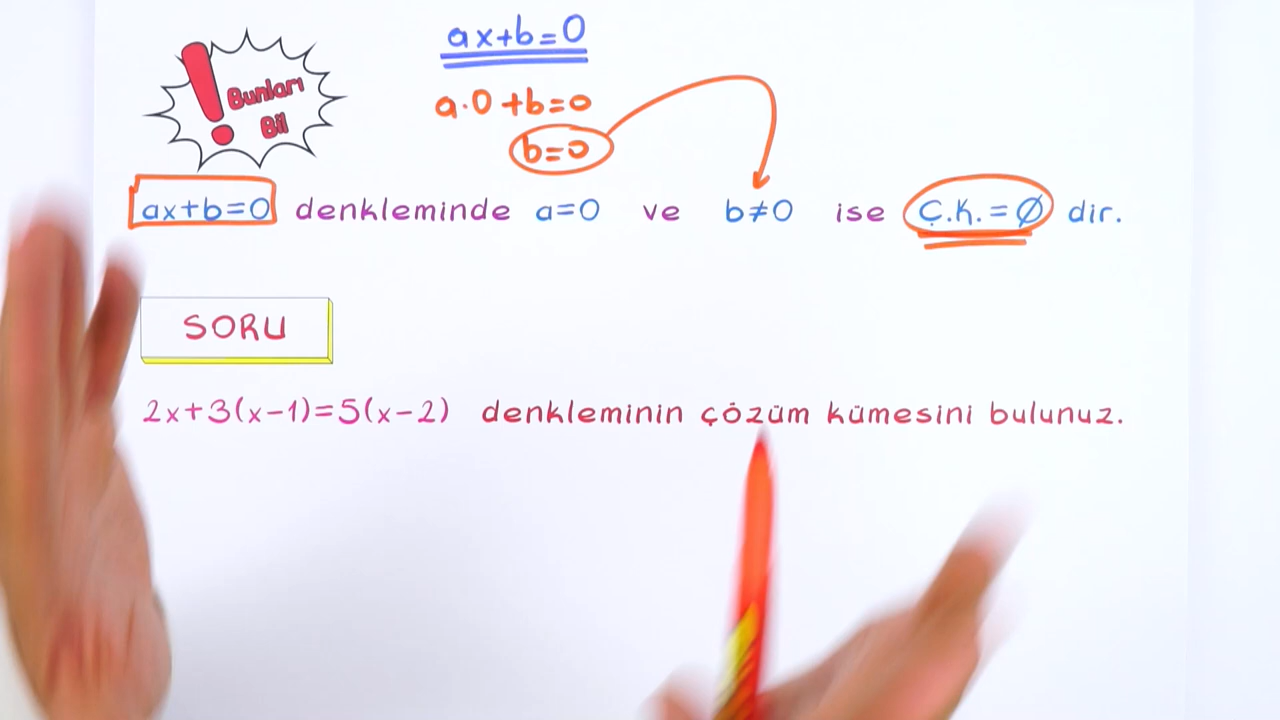 ax+b=0
Bunları
Bil
a·0+b=0
b=0
ax+b=0 denkleminde a=0 ve b≠0 ise Ç.K.=∅ dir.
SORU
2x+3(x-1)=5(x-2) denkleminin çözüm kümesini bulunuz.